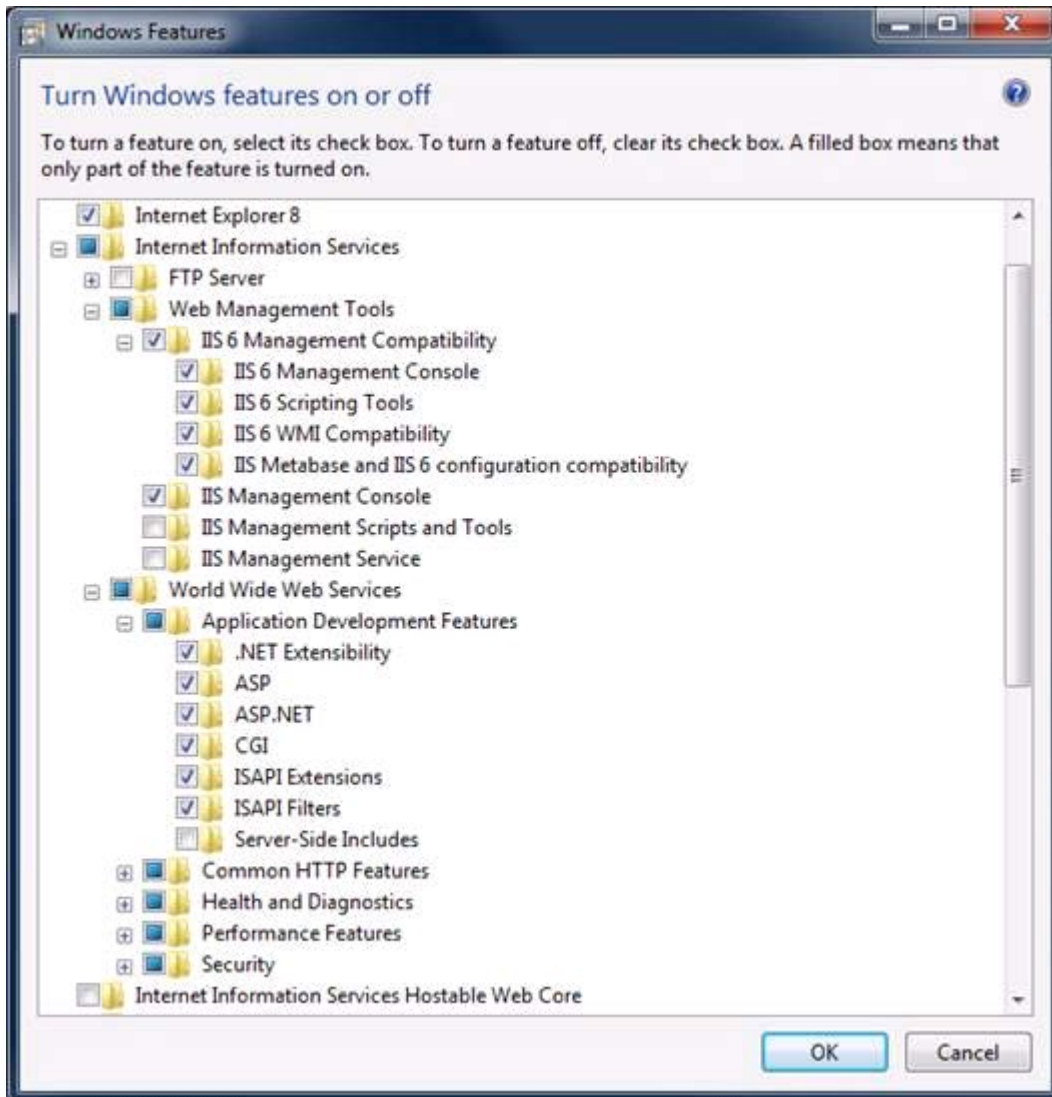 Windows Features
Turn Windows features on or off
To turn a feature on, select its check box. To turn a feature off, clear its check box. A filled box means that
only part of the feature is turned on.
Internet Explorer 8
Internet Information Services
FTP Server
Web Management Tools
IIS 6 Management Compatibility
IIS 6 Management Console
IIS 6 Scripting Tools
IIS 6 WMI Compatibility
IIS Metabase and IIS 6 configuration compatibility
IIS Management Console
IIS Management Scripts and Tools
IIS Management Service
World Wide Web Services
Application Development Features
.NET Extensibility
ASP
ASP.NET
CGI
ISAPI Extensions
ISAPI Filters
Server-Side Includes
Common HTTP Features
Health and Diagnostics
Performance Features
Security
Internet Information Services Hostable Web Core
OK Cancel